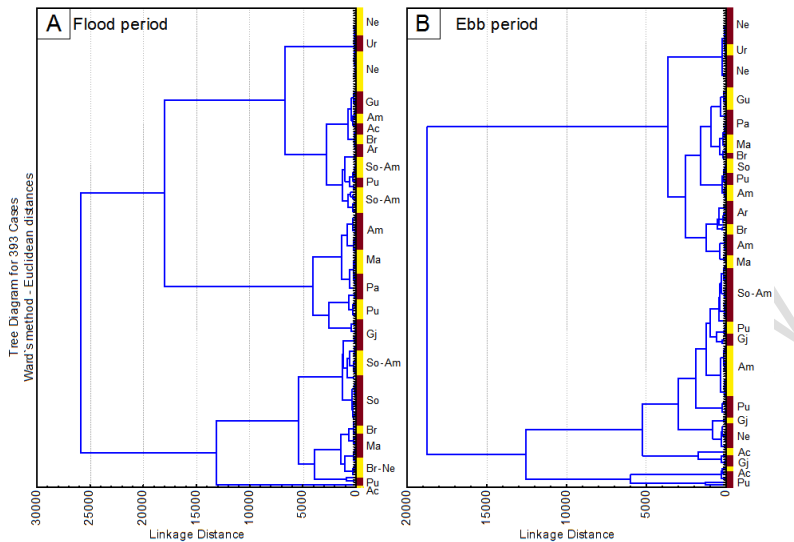 A Flood period
Ne
Ur
Ne
Gu
Am
Ac
Br
Ar
So-Am
Pu
So-Am
Am
Ma
Pa
Pu
Gj
So-Am
So
Br
Ma
Br-Ne
Pu
Ac
Tree Diagram for 393 Cases
Ward`s method - Euclidean distances
30000 25000 20000 15000 10000 5000 0
Linkage Distance
B Ebb period
Ne
Ur
Ne
Gu
Pa
Ma
Br
So
Pu
Am
Ar
Br
Am
Ma
So-Am
Pu
Gj
Am
Pu
Gj
Ne
Ac
Gj
Ac
Pu
20000 15000 10000 5000 0
Linkage Distance